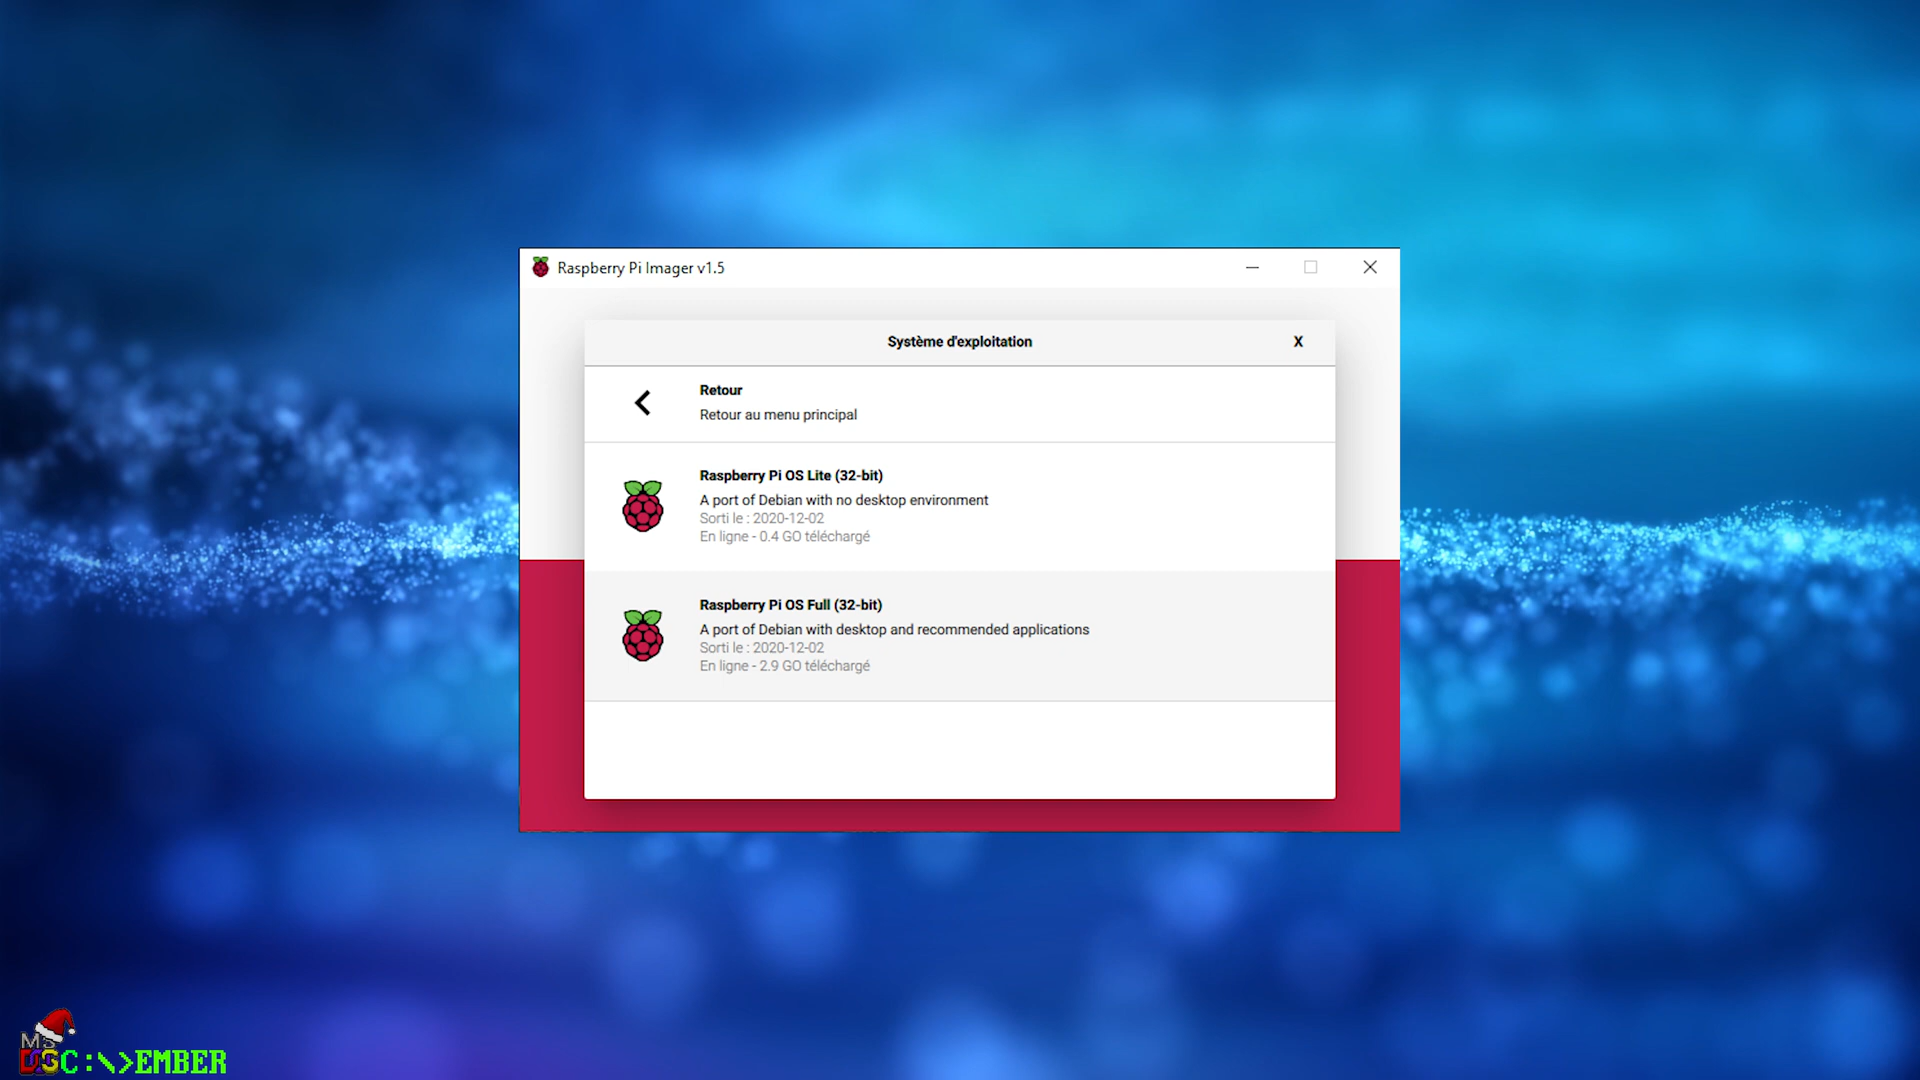 Raspberry Pi Imager v1.5
Système d'exploitation
X
Retour
Retour au menu principal
Raspberry Pi OS Lite (32-bit)
A port of Debian with no desktop environment
Sorti le : 2020-12-02
En ligne - 0.4 GO téléchargé
Raspberry Pi OS Full (32-bit)
A port of Debian with desktop and recommended applications
Sorti le : 2020-12-02
En ligne - 2.9 GO téléchargé
MS
DOSC:\>EMBER